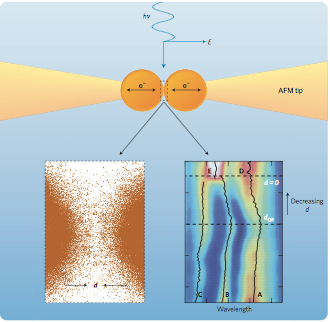 hν
E
e⁻ e⁻
AFM tip
E D
d = 0
Decreasing
d
d_QR
d
C B A
Wavelength